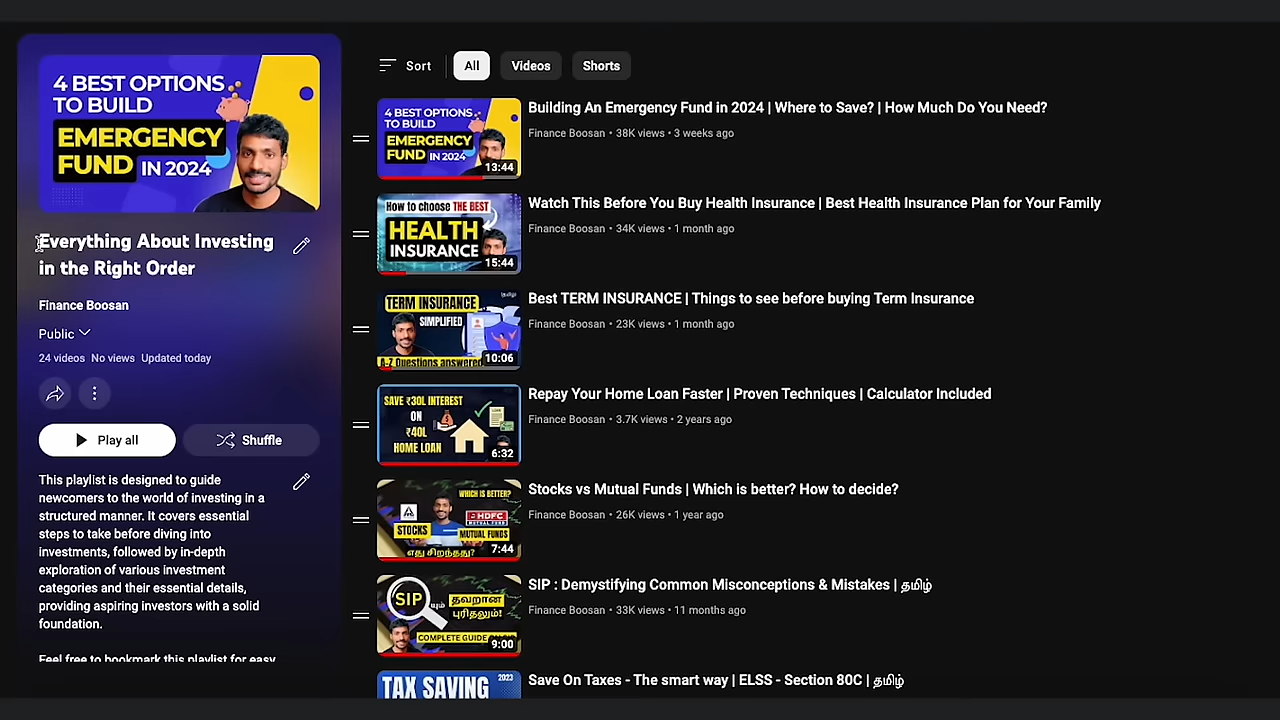 4 BEST OPTIONS
TO BUILD
EMERGENCY
FUND IN 2024
Everything About Investing
in the Right Order
Finance Boosan
Public
24 videos No views Updated today
Play all
Shuffle
This playlist is designed to guide
newcomers to the world of investing in a
structured manner. It covers essential
steps to take before diving into
investments, followed by in-depth
exploration of various investment
categories and their essential details,
providing aspiring investors with a solid
foundation.
Feel free to bookmark this playlist for easy
Sort
All
Videos
Shorts
4 BEST OPTIONS
TO BUILD
EMERGENCY
FUND IN 2024
13:44
Building An Emergency Fund in 2024 | Where to Save? | How Much Do You Need?
Finance Boosan • 38K views • 3 weeks ago
How to choose THE BEST
HEALTH
INSURANCE
15:44
Watch This Before You Buy Health Insurance | Best Health Insurance Plan for Your Family
Finance Boosan • 34K views • 1 month ago
TERM INSURANCE
SIMPLIFIED
A-Z Questions answered
10:06
Best TERM INSURANCE | Things to see before buying Term Insurance
Finance Boosan • 23K views • 1 month ago
SAVE ₹30L INTEREST
ON
₹40L
HOME LOAN
6:32
Repay Your Home Loan Faster | Proven Techniques | Calculator Included
Finance Boosan • 3.7K views • 2 years ago
WHICH IS BETTER?
STOCKS
HDFC
MUTUAL FUND
MUTUAL FUNDS
எது சிறந்தது?
7:44
Stocks vs Mutual Funds | Which is better? How to decide?
Finance Boosan • 26K views • 1 year ago
SIP யும்
தவறான
புரிதலும்!
COMPLETE GUIDE
9:00
SIP : Demystifying Common Misconceptions & Mistakes | தமிழ்
Finance Boosan • 33K views • 11 months ago
TAX SAVING
2023
Save On Taxes - The smart way | ELSS - Section 80C | தமிழ்